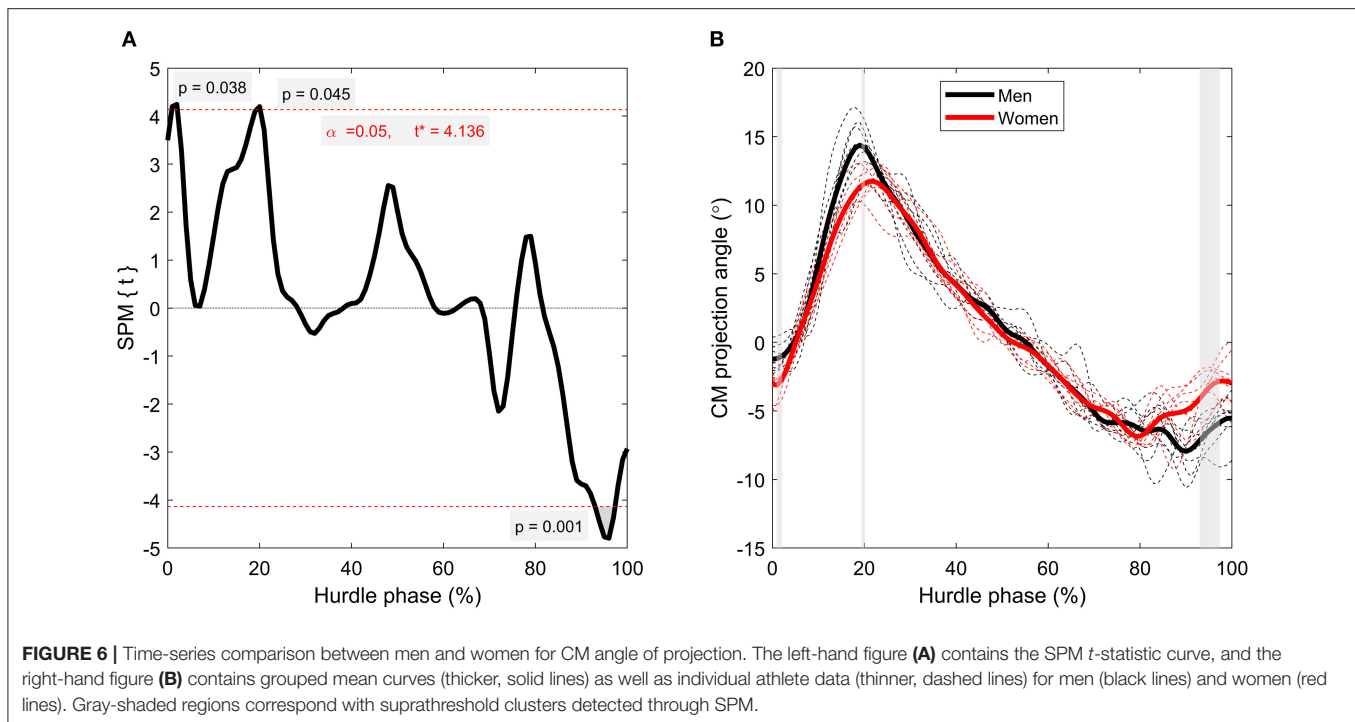 A
5
4
3
2
1
0
-1
-2
-3
-4
-5
SPM { t }
p = 0.038
p = 0.045
α =0.05, t* = 4.136
p = 0.001
0 20 40 60 80 100
Hurdle phase (%)
B
20
15
10
5
0
-5
-10
-15
CM projection angle (°)
Men
Women
0 20 40 60 80 100
Hurdle phase (%)
FIGURE 6 | Time-series comparison between men and women for CM angle of projection. The left-hand figure (A) contains the SPM t-statistic curve, and the
right-hand figure (B) contains grouped mean curves (thicker, solid lines) as well as individual athlete data (thinner, dashed lines) for men (black lines) and women (red
lines). Gray-shaded regions correspond with suprathreshold clusters detected through SPM.